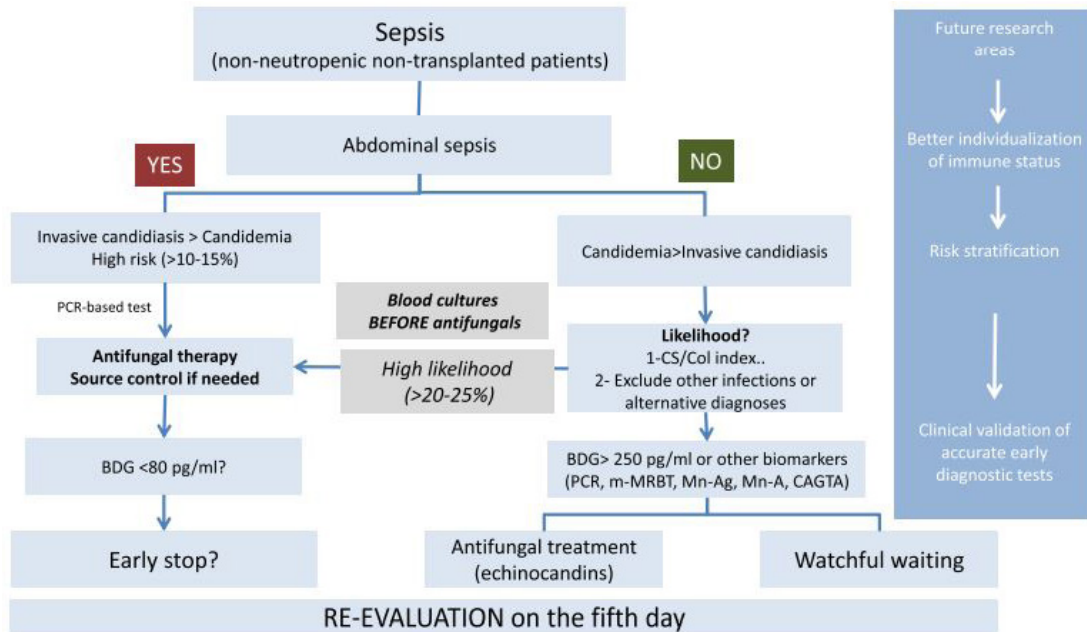 Sepsis
(non-neutropenic non-transplanted patients)
Abdominal sepsis
YES
NO
Invasive candidiasis > Candidemia
High risk (>10-15%)
Candidemia>Invasive candidiasis
PCR-based test
Blood cultures
BEFORE antifungals
Antifungal therapy
Source control if needed
High likelihood
(>20-25%)
Likelihood?
1-CS/Col index..
2- Exclude other infections or
alternative diagnoses
BDG <80 pg/ml?
BDG> 250 pg/ml or other biomarkers
(PCR, m-MRBT, Mn-Ag, Mn-A, CAGTA)
Early stop?
Antifungal treatment
(echinocandins)
Watchful waiting
RE-EVALUATION on the fifth day
Future research
areas
Better individualization
of immune status
Risk stratification
Clinical validation of
accurate early
diagnostic tests